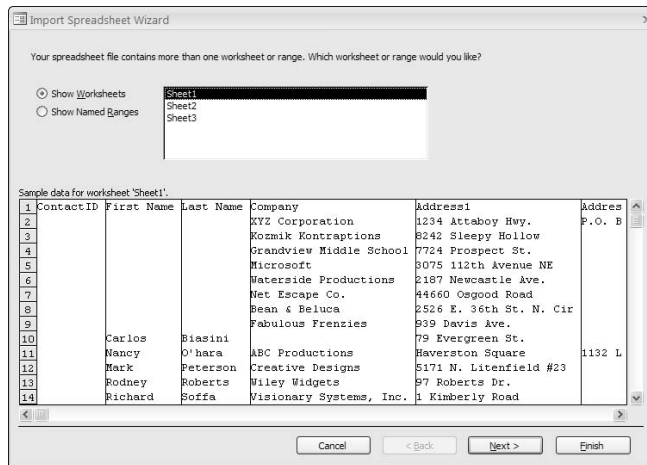 Import Spreadsheet Wizard
Your spreadsheet file contains more than one worksheet or range. Which worksheet or range would you like?
Show Worksheets
Show Named Ranges
Sheet1
Sheet2
Sheet3
Sample data for worksheet 'Sheet1'.
1 ContactID First Name Last Name Company Address1 Addres
2 XYZ Corporation 1234 Attaboy Hwy. P.O. B
3 Kozmik Kontraptions 8242 Sleepy Hollow
4 Grandview Middle School 7724 Prospect St.
5 Microsoft 3075 112th Avenue NE
6 Waterside Productions 2187 Newcastle Ave.
7 Net Escape Co. 44660 Osgood Road
8 Bean & Beluca 2526 E. 36th St. N. Cir
9 Fabulous Frenzies 939 Davis Ave.
10 Carlos Biasini 79 Evergreen St.
11 Nancy O'hara ABC Productions Haverston Square 1132 L
12 Mark Peterson Creative Designs 5171 N. Litenfield #23
13 Rodney Roberts Wiley Widgets 97 Roberts Dr.
14 Richard Soffa Visionary Systems, Inc. 1 Kimberly Road
Cancel < Back Next > Finish